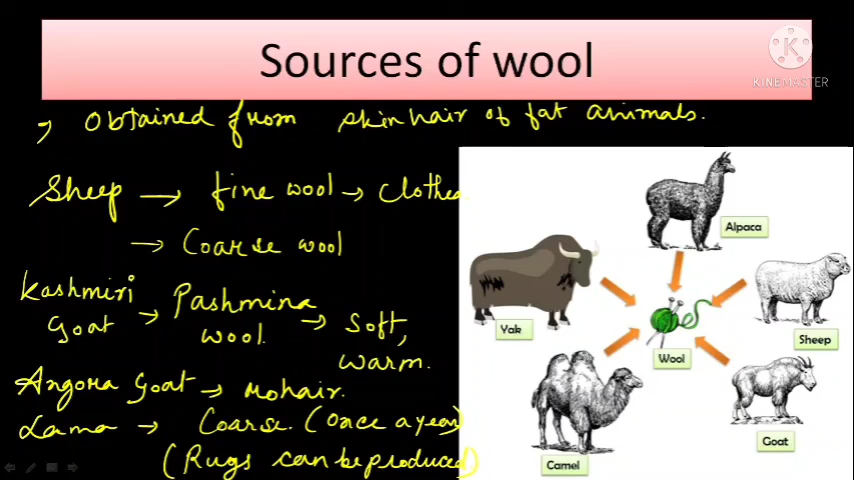 Sources of wool
KINEMASTER
→ Obtained from skin hair of fat animals.
Sheep → fine wool → clothes
→ Coarse wool
Kashmiri goat → Pashmina wool → soft, warm.
Angora Goat → Mohair.
Lama → Coarse. (Once a year)
(Rugs can be produced)
Alpaca
Yak
Sheep
Wool
Goat
Camel